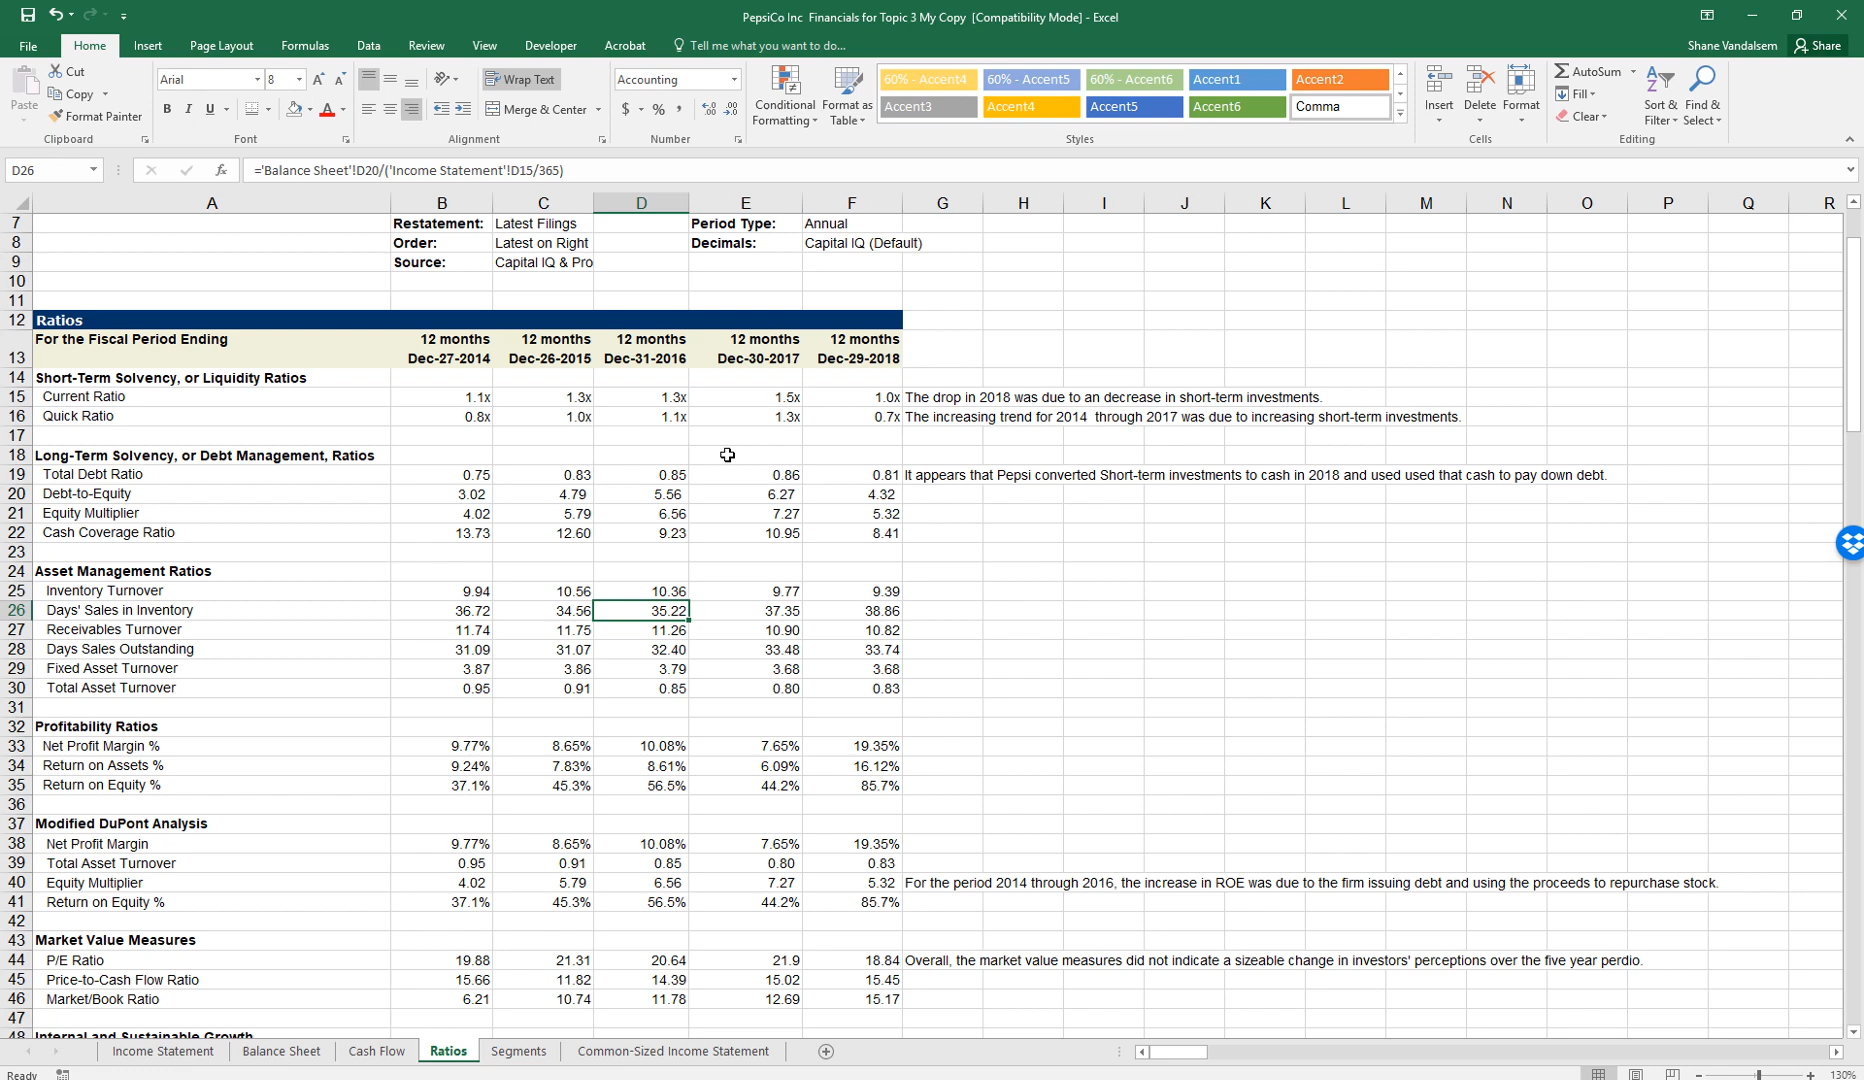 PepsiCo Inc  Financials for Topic 3 My Copy  [Compatibility Mode] - Excel
File Home Insert Page Layout Formulas Data Review View Developer Acrobat Tell me what you want to do... Shane Vandalsem Share
Paste Cut Copy Format Painter Clipboard
Arial 8 B I U Font
Wrap Text Merge & Center Alignment
Accounting $ % Number
Conditional Formatting Format as Table
60% - Accent4 60% - Accent5 60% - Accent6 Accent1 Accent2
Accent3 Accent4 Accent5 Accent6 Comma
Styles
Insert Delete Format Cells
AutoSum Fill Clear Sort & Filter Find & Select Editing
D26 fx ='Balance Sheet'!D20/('Income Statement'!D15/365)
A B C D E F G H I J K L M N O P Q R
7 Restatement: Latest Filings Period Type: Annual
8 Order: Latest on Right Decimals: Capital IQ (Default)
9 Source: Capital IQ & Pro
10
11
12 Ratios
13 For the Fiscal Period Ending 12 months Dec-27-2014 12 months Dec-26-2015 12 months Dec-31-2016 12 months Dec-30-2017 12 months Dec-29-2018
14 Short-Term Solvency, or Liquidity Ratios
15 Current Ratio 1.1x 1.3x 1.3x 1.5x 1.0x The drop in 2018 was due to an decrease in short-term investments.
16 Quick Ratio 0.8x 1.0x 1.1x 1.3x 0.7x The increasing trend for 2014  through 2017 was due to increasing short-term investments.
17
18 Long-Term Solvency, or Debt Management, Ratios
19 Total Debt Ratio 0.75 0.83 0.85 0.86 0.81 It appears that Pepsi converted Short-term investments to cash in 2018 and used used that cash to pay down debt.
20 Debt-to-Equity 3.02 4.79 5.56 6.27 4.32
21 Equity Multiplier 4.02 5.79 6.56 7.27 5.32
22 Cash Coverage Ratio 13.73 12.60 9.23 10.95 8.41
23
24 Asset Management Ratios
25 Inventory Turnover 9.94 10.56 10.36 9.77 9.39
26 Days' Sales in Inventory 36.72 34.56 35.22 37.35 38.86
27 Receivables Turnover 11.74 11.75 11.26 10.90 10.82
28 Days Sales Outstanding 31.09 31.07 32.40 33.48 33.74
29 Fixed Asset Turnover 3.87 3.86 3.79 3.68 3.68
30 Total Asset Turnover 0.95 0.91 0.85 0.80 0.83
31
32 Profitability Ratios
33 Net Profit Margin % 9.77% 8.65% 10.08% 7.65% 19.35%
34 Return on Assets % 9.24% 7.83% 8.61% 6.09% 16.12%
35 Return on Equity % 37.1% 45.3% 56.5% 44.2% 85.7%
36
37 Modified DuPont Analysis
38 Net Profit Margin 9.77% 8.65% 10.08% 7.65% 19.35%
39 Total Asset Turnover 0.95 0.91 0.85 0.80 0.83
40 Equity Multiplier 4.02 5.79 6.56 7.27 5.32 For the period 2014 through 2016, the increase in ROE was due to the firm issuing debt and using the proceeds to repurchase stock.
41 Return on Equity % 37.1% 45.3% 56.5% 44.2% 85.7%
42
43 Market Value Measures
44 P/E Ratio 19.88 21.31 20.64 21.9 18.84 Overall, the market value measures did not indicate a sizeable change in investors' perceptions over the five year perdio.
45 Price-to-Cash Flow Ratio 15.66 11.82 14.39 15.02 15.45
46 Market/Book Ratio 6.21 10.74 11.78 12.69 15.17
47
48 Internal and Sustainable Growth
Income Statement Balance Sheet Cash Flow Ratios Segments Common-Sized Income Statement
Ready 130%